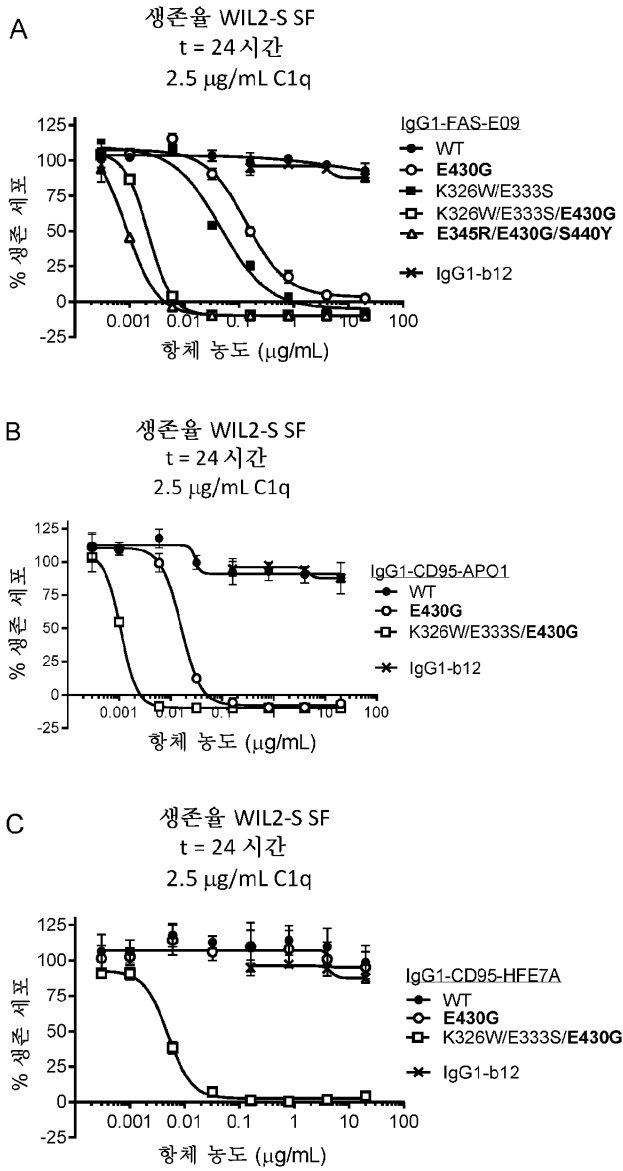 A
생존율 WIL2-S SF
t = 24 시간
2.5 μg/mL C1q
125
100
75
50
25
0
-25
0.001 0.01 0.1 1 10 100
% 생존 세포
항체 농도 (μg/mL)
IgG1-FAS-E09
WT
E430G
K326W/E333S
K326W/E333S/E430G
E345R/E430G/S440Y
IgG1-b12
B
생존율 WIL2-S SF
t = 24 시간
2.5 μg/mL C1q
125
100
75
50
25
0
-25
0.001 0.01 0.1 1 10 100
% 생존 세포
항체 농도 (μg/mL)
IgG1-CD95-APO1
WT
E430G
K326W/E333S/E430G
IgG1-b12
C
생존율 WIL2-S SF
t = 24 시간
2.5 μg/mL C1q
125
100
75
50
25
0
-25
0.001 0.01 0.1 1 10 100
% 생존 세포
항체 농도 (μg/mL)
IgG1-CD95-HFE7A
WT
E430G
K326W/E333S/E430G
IgG1-b12